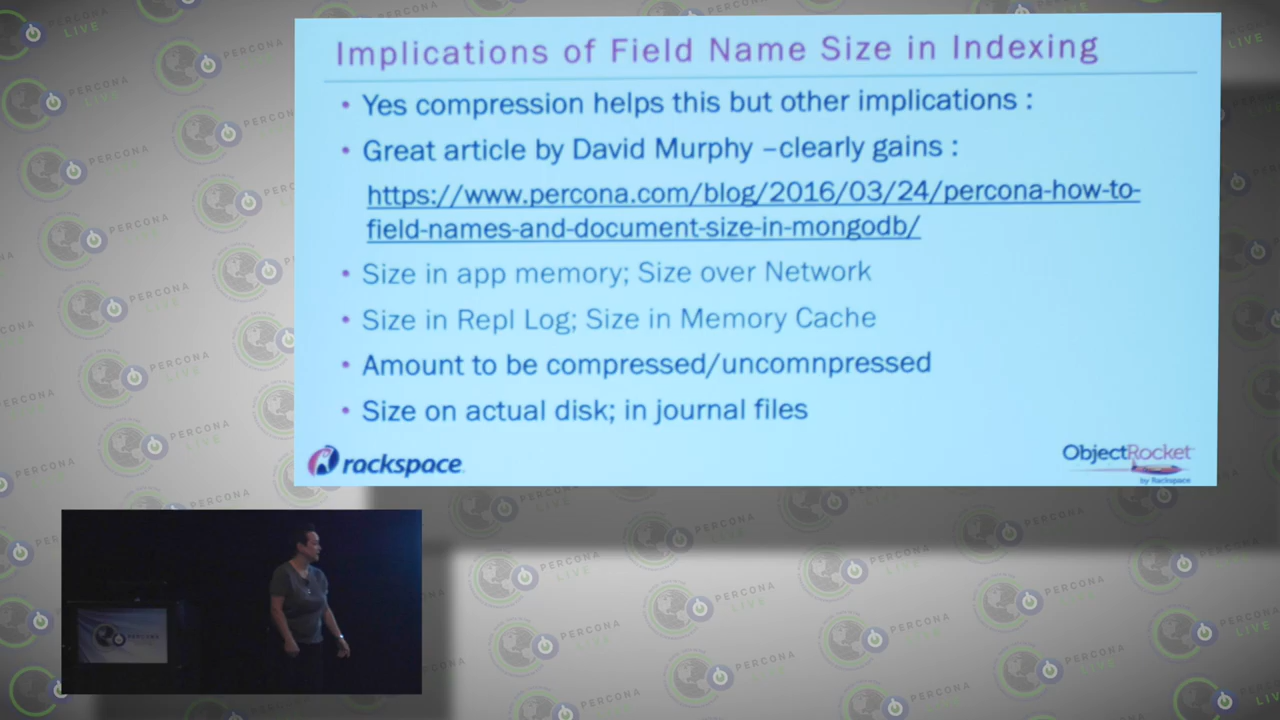 Implications of Field Name Size in Indexing
• Yes compression helps this but other implications :
• Great article by David Murphy –clearly gains :
https://www.percona.com/blog/2016/03/24/percona-how-to-
field-names-and-document-size-in-mongodb/
• Size in app memory; Size over Network
• Size in Repl Log; Size in Memory Cache
• Amount to be compressed/uncomnpressed
• Size on actual disk; in journal files
rackspace
ObjectRocket
by Rackspace
PERCONA
LIVE